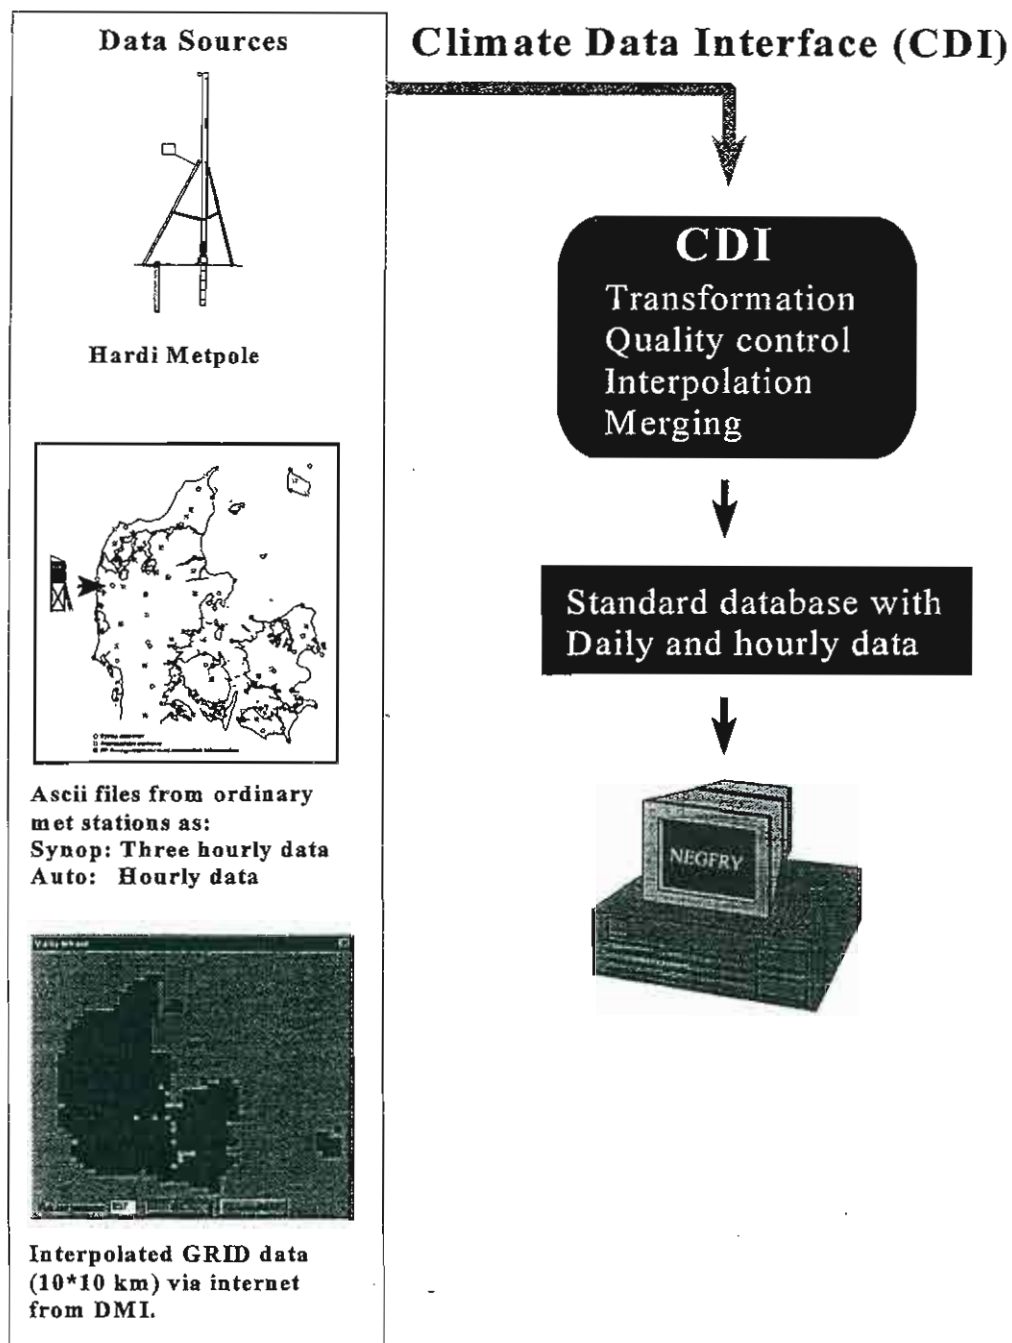 Data Sources
Climate Data Interface (CDI)
Hardi Metpole
Ascii files from ordinary
met stations as:
Synop: Three hourly data
Auto: Hourly data
Interpolated GRID data
(10*10 km) via internet
from DMI.
CDI
Transformation
Quality control
Interpolation
Merging
Standard database with
Daily and hourly data
NEGFRY